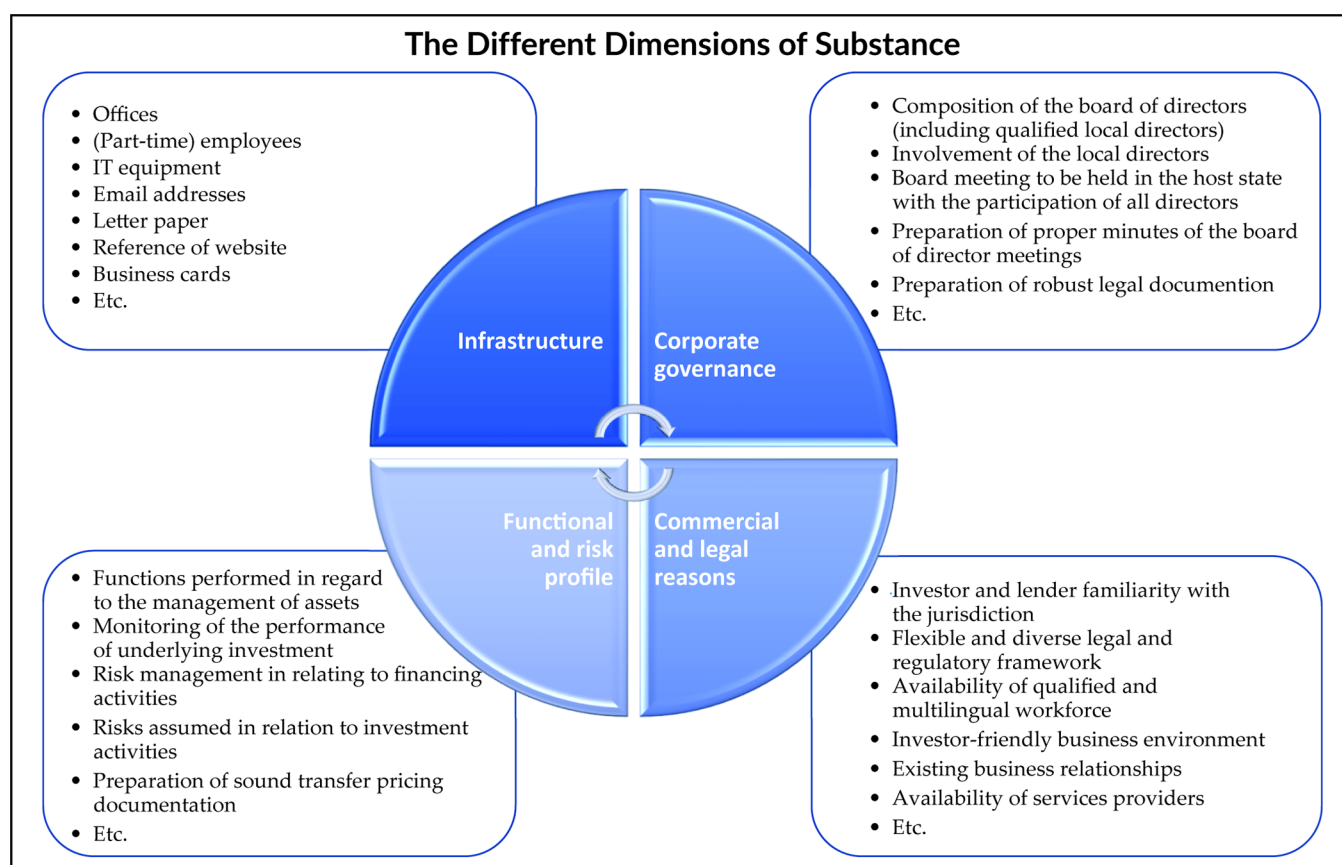 The Different Dimensions of Substance
• Offices
• (Part-time) employees
• IT equipment
• Email addresses
• Letter paper
• Reference of website
• Business cards
• Etc.
• Composition of the board of directors
(including qualified local directors)
• Involvement of the local directors
• Board meeting to be held in the host state
with the participation of all directors
• Preparation of proper minutes of the board
of director meetings
• Preparation of robust legal documention
• Etc.
Infrastructure
Corporate
governance
Functional
and risk
profile
Commercial
and legal
reasons
• Functions performed in regard
to the management of assets
• Monitoring of the performance
of underlying investment
• Risk management in relating to financing
activities
• Risks assumed in relation to investment
activities
• Preparation of sound transfer pricing
documentation
• Etc.
• Investor and lender familiarity with
the jurisdiction
• Flexible and diverse legal and
regulatory framework
• Availability of qualified and
multilingual workforce
• Investor-friendly business environment
• Existing business relationships
• Availability of services providers
• Etc.